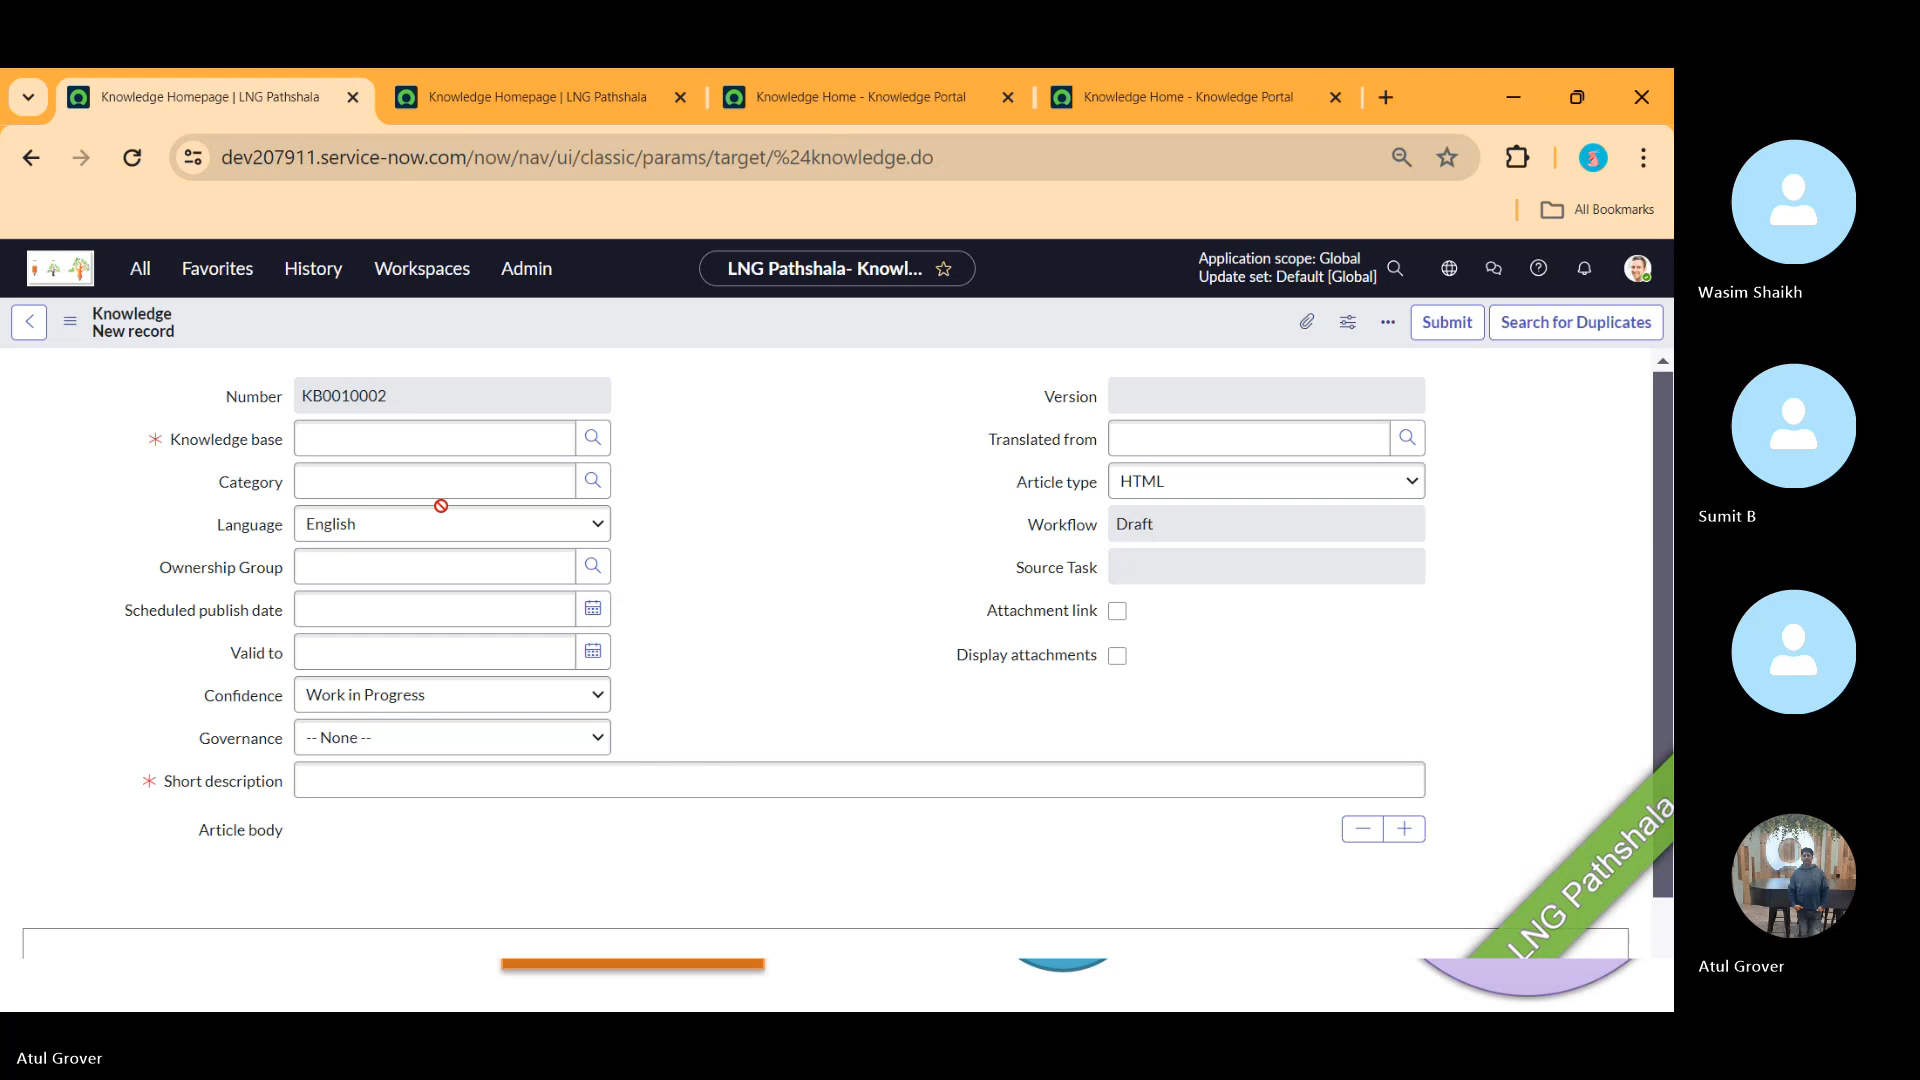 Knowledge Homepage | LNG Pathshala
Knowledge Homepage | LNG Pathshala
Knowledge Home - Knowledge Portal
Knowledge Home - Knowledge Portal
dev207911.service-now.com/now/nav/ui/classic/params/target/%24knowledge.do
All Bookmarks
All
Favorites
History
Workspaces
Admin
LNG Pathshala- Knowl...
Application scope: Global
Update set: Default [Global]
Knowledge
New record
Submit
Search for Duplicates
Number
KB0010002
Knowledge base
Category
Language
English
Ownership Group
Scheduled publish date
Valid to
Confidence
Work in Progress
Governance
-- None --
Short description
Article body
Version
Translated from
Article type
HTML
Workflow
Draft
Source Task
Attachment link
Display attachments
LNG Pathshala
Wasim Shaikh
Sumit B
Atul Grover
Atul Grover